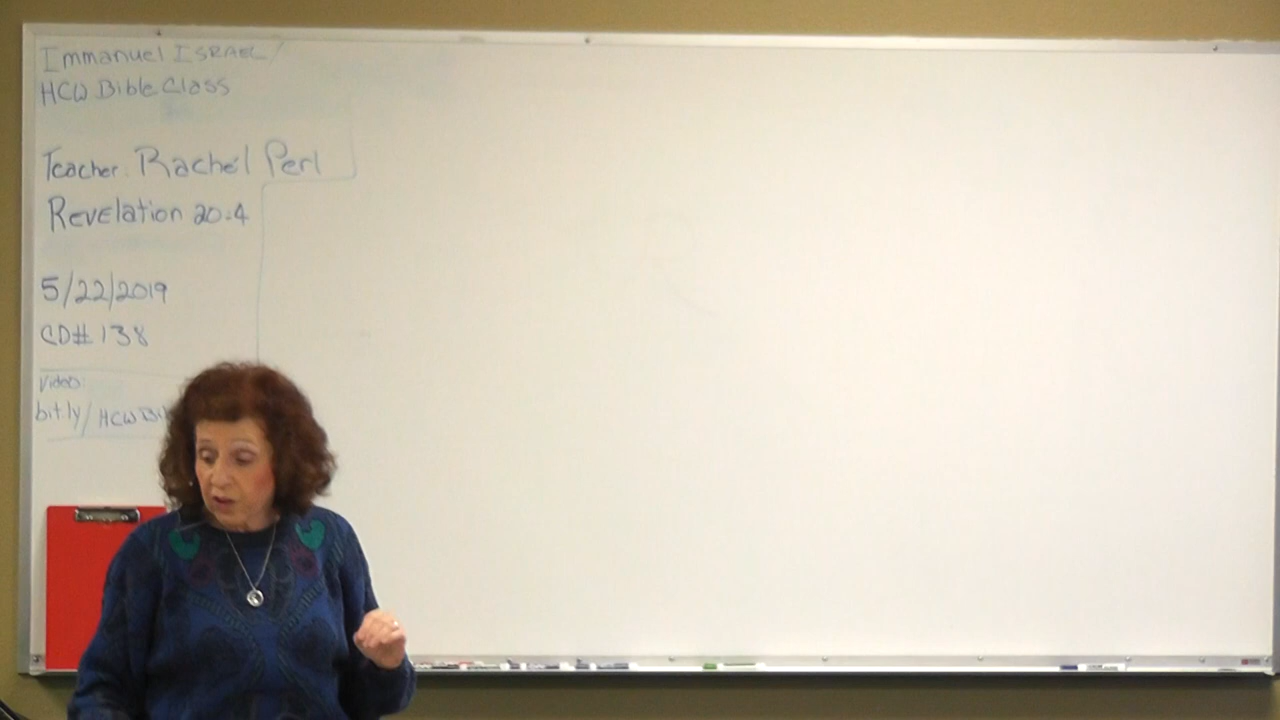 Immanuel ISRAEL/
HCW Bible Class
Teacher: Rachel Perl
Revelation 20:4
5/22/2019
CD# 138
Video:
bit.ly/HCWBi